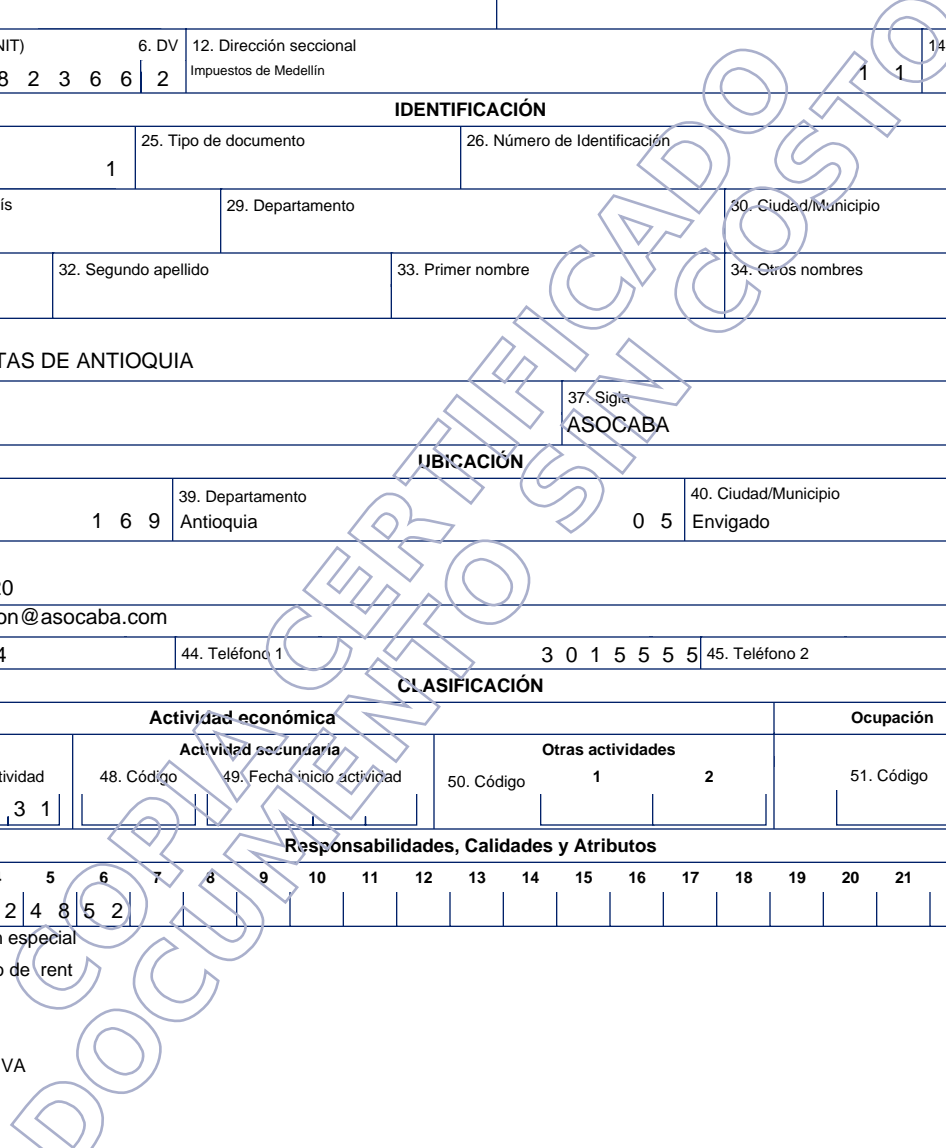 NIT) 6. DV 12. Dirección seccional 14
8 2 3 6 6 2 Impuestos de Medellín 1 1
IDENTIFICACIÓN
25. Tipo de documento 26. Número de Identificación
1
ís 29. Departamento 30. Ciudad/Municipio
32. Segundo apellido 33. Primer nombre 34. Otros nombres
TAS DE ANTIOQUIA
37. Sigla
ASOCABA
UBICACIÓN
39. Departamento 40. Ciudad/Municipio
1 6 9 Antioquia 0 5 Envigado
20
on@asocaba.com
4 44. Teléfono 1 3 0 1 5 5 5 5 45. Teléfono 2
CLASIFICACIÓN
Actividad económica Ocupación
Actividad secundaria Otras actividades
tividad 48. Código 49. Fecha inicio actividad 50. Código 1 2 51. Código
3 1
Responsabilidades, Calidades y Atributos
5 6 7 8 9 10 11 12 13 14 15 16 17 18 19 20 21
2 4 8 5 2
n especial
o de rent
VA
COPIA CERTIFICADO
DOCUMENTO SIN COSTO